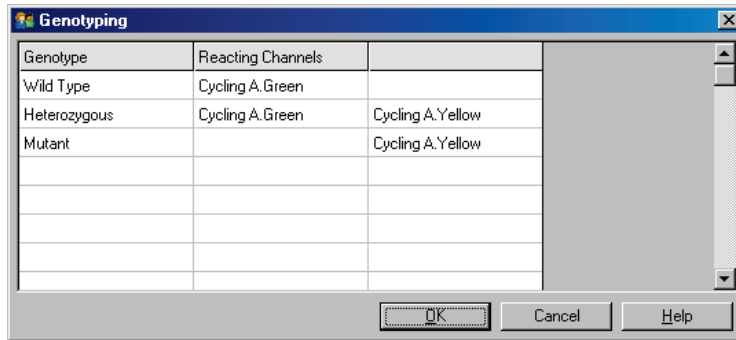 Genotyping
Genotype Reacting Channels
Wild Type Cycling A.Green
Heterozygous Cycling A.Green Cycling A.Yellow
Mutant Cycling A.Yellow
OK Cancel Help